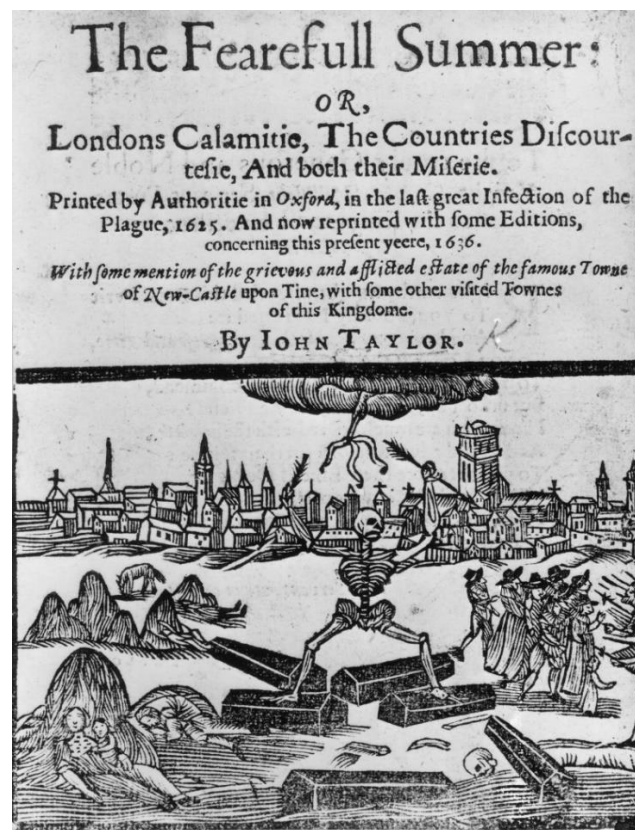 The Fearefull Summer:
OR,
Londons Calamitie, The Countries Diſcour-
teſie, And both their Miſerie.
Printed by Authoritie in Oxford, in the laſt great Infection of the
Plague, 1625. And now reprinted with ſome Editions,
concerning this preſent yeere, 1636.
With ſome mention of the grievous and afflicted eſtate of the famous Towne
of New-Caſtle upon Tine, with ſome other viſited Townes
of this Kingdome.
By IOHN TAYLOR.